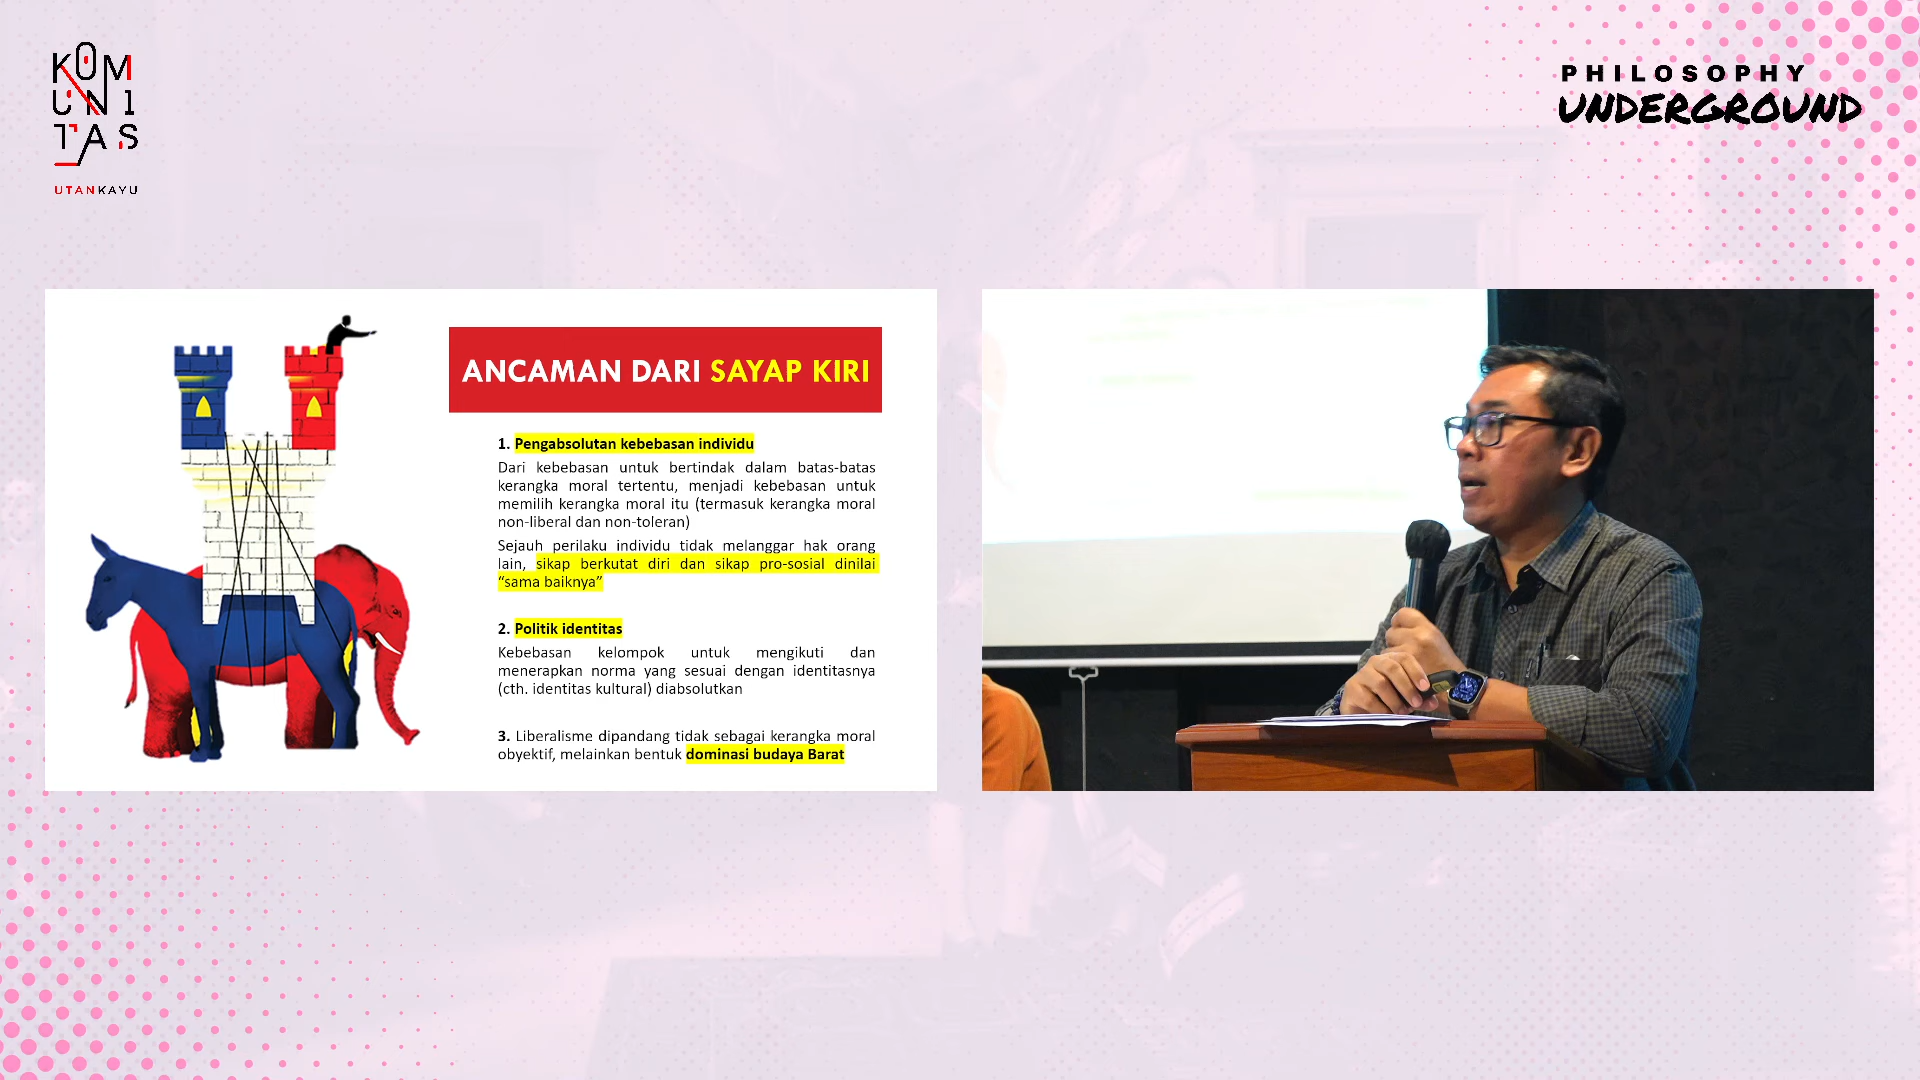 KOM
UNI
TAS
UTANKAYU
PHILOSOPHY
UNDERGROUND
ANCAMAN DARI SAYAP KIRI
1. Pengabsolutan kebebasan individu
Dari kebebasan untuk bertindak dalam batas-batas
kerangka moral tertentu, menjadi kebebasan untuk
memilih kerangka moral itu (termasuk kerangka moral
non-liberal dan non-toleran)
Sejauh perilaku individu tidak melanggar hak orang
lain, sikap berkutat diri dan sikap pro-sosial dinilai
“sama baiknya”
2. Politik identitas
Kebebasan kelompok untuk mengikuti dan
menerapkan norma yang sesuai dengan identitasnya
(cth. identitas kultural) diabsolutkan
3. Liberalisme dipandang tidak sebagai kerangka moral
obyektif, melainkan bentuk dominasi budaya Barat